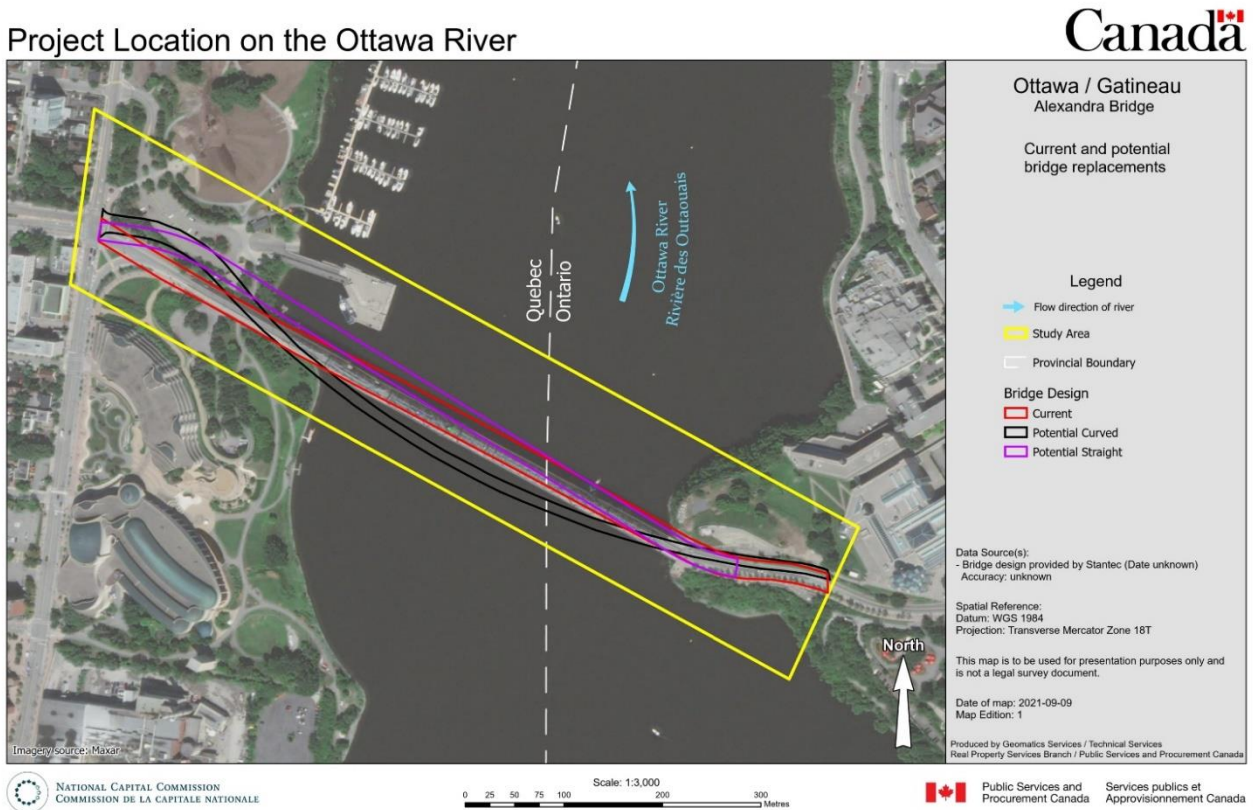 Project Location on the Ottawa River
Canada
Quebec
Ontario
Ottawa River
Rivière des Outaouais
North
Imagery source: Maxar
Ottawa / Gatineau
Alexandra Bridge
Current and potential
bridge replacements
Legend
Flow direction of river
Study Area
Provincial Boundary
Bridge Design
Current
Potential Curved
Potential Straight
Data Source(s):
- Bridge design provided by Stantec (Date unknown)
Accuracy: unknown
Spatial Reference:
Datum: WGS 1984
Projection: Transverse Mercator Zone 18T
This map is to be used for presentation purposes only and
is not a legal survey document.
Date of map: 2021-09-09
Map Edition: 1
Produced by Geomatics Services / Technical Services
Real Property Services Branch / Public Services and Procurement Canada
NATIONAL CAPITAL COMMISSION
COMMISSION DE LA CAPITALE NATIONALE
Scale: 1:3,000
0 25 50 75 100 200 300
Metres
Public Services and
Procurement Canada
Services publics et
Approvisionnement Canada